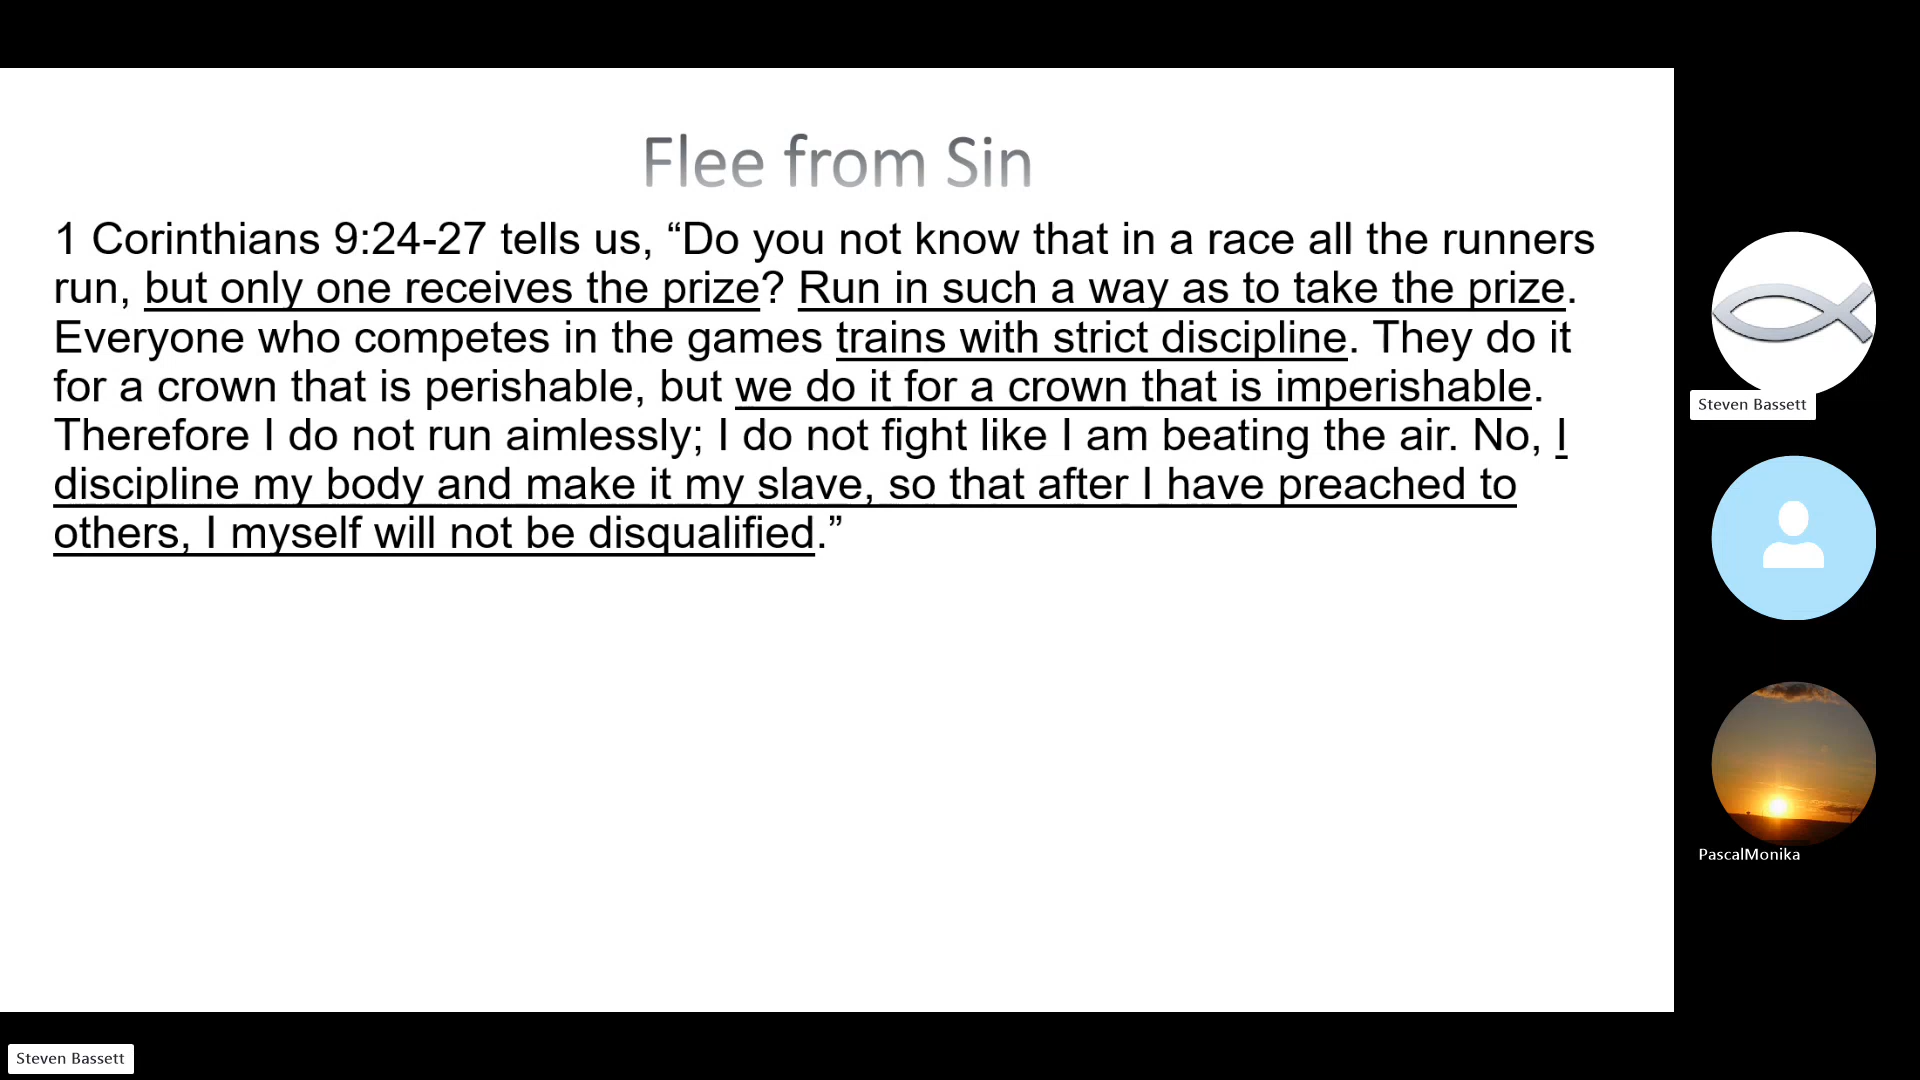 Flee from Sin
1 Corinthians 9:24-27 tells us, “Do you not know that in a race all the runners
run, but only one receives the prize? Run in such a way as to take the prize.
Everyone who competes in the games trains with strict discipline. They do it
for a crown that is perishable, but we do it for a crown that is imperishable.
Therefore I do not run aimlessly; I do not fight like I am beating the air. No, I
discipline my body and make it my slave, so that after I have preached to
others, I myself will not be disqualified.”
Steven Bassett
PascalMonika
Steven Bassett